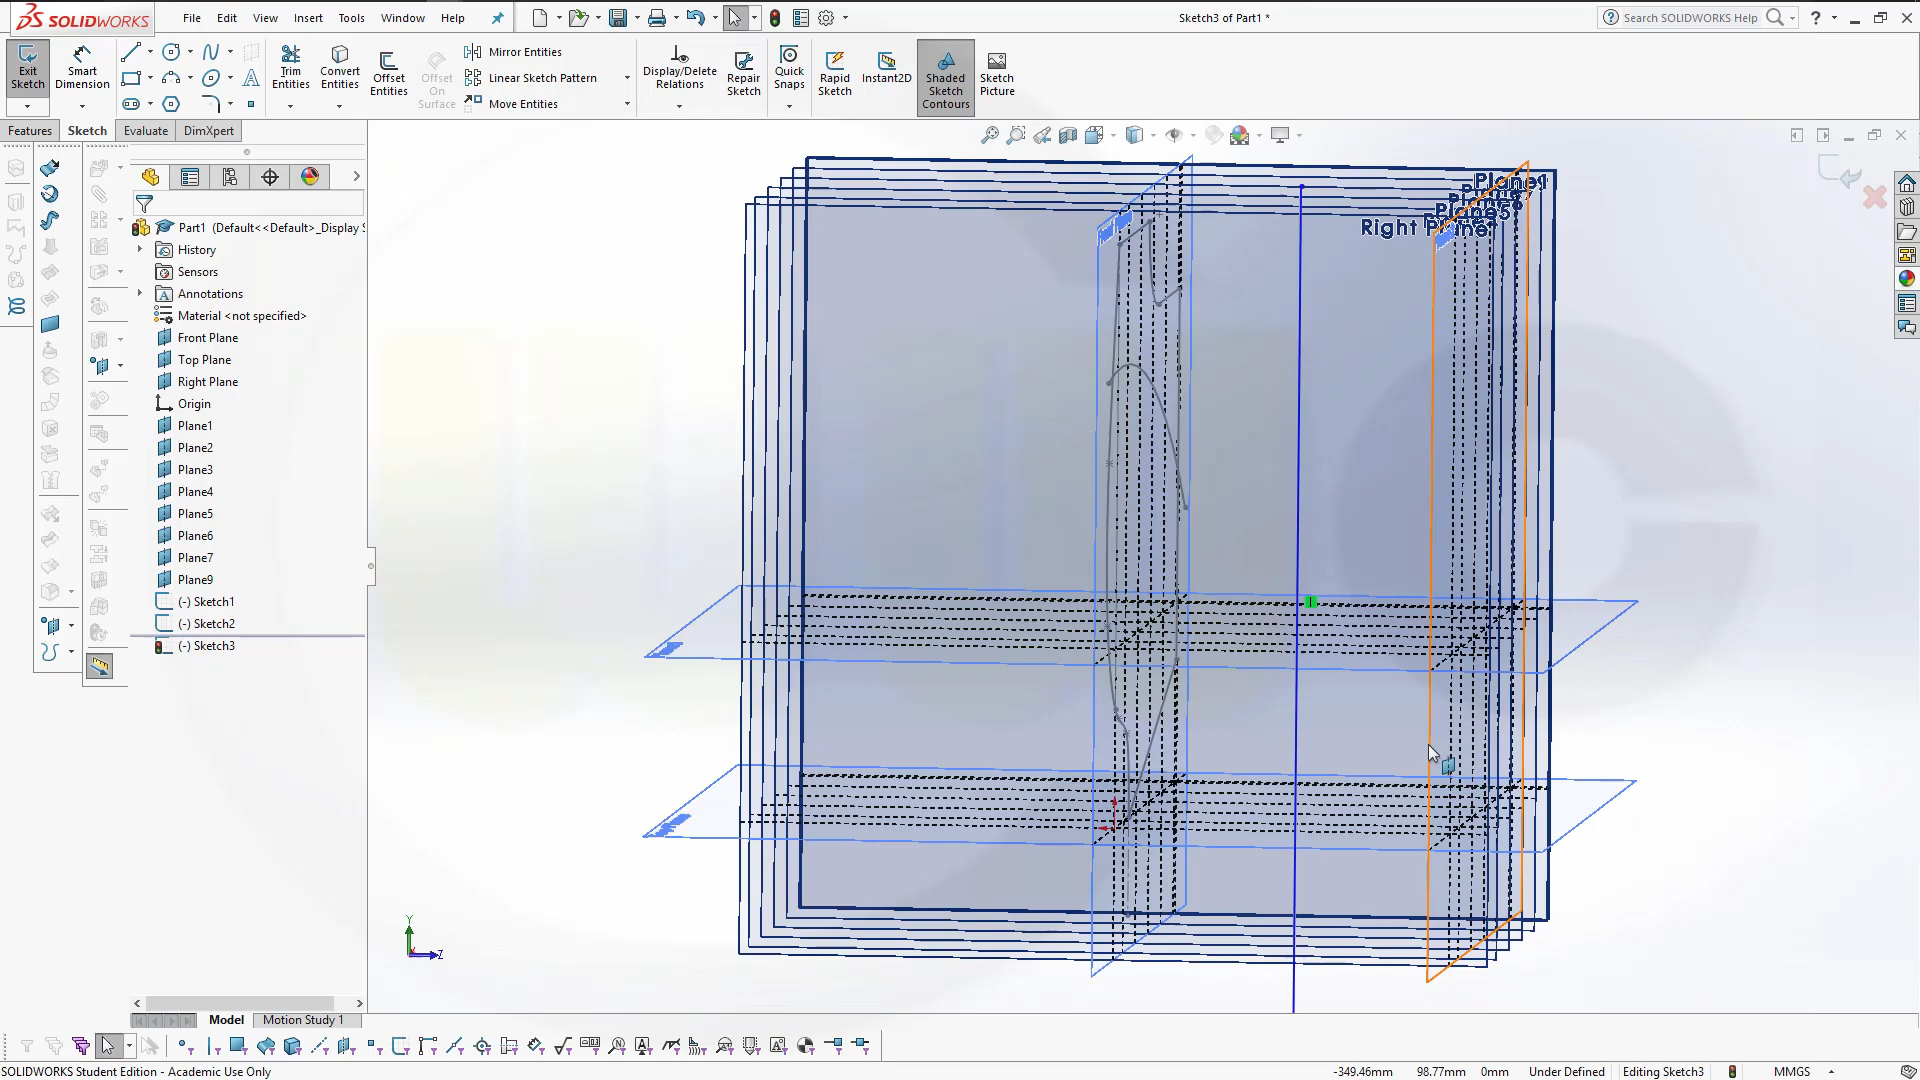 SOLIDWORKS
File Edit View Insert Tools Window Help
Sketch3 of Part1 *
Search SOLIDWORKS Help
Exit Sketch
Smart Dimension
Trim Entities
Convert Entities
Offset Entities
Offset On Surface
Mirror Entities
Linear Sketch Pattern
Move Entities
Display/Delete Relations
Repair Sketch
Quick Snaps
Rapid Sketch
Instant2D
Shaded Sketch Contours
Sketch Picture
Features Sketch Evaluate DimXpert
Part1 (Default<<Default>_Display S
History
Sensors
Annotations
Material <not specified>
Front Plane
Top Plane
Right Plane
Origin
Plane1
Plane2
Plane3
Plane4
Plane5
Plane6
Plane7
Plane9
(-) Sketch1
(-) Sketch2
(-) Sketch3
Right Plane
Y
Z
Model Motion Study 1
SOLIDWORKS Student Edition - Academic Use Only
-349.46mm 98.77mm 0mm Under Defined Editing Sketch3 MMGS